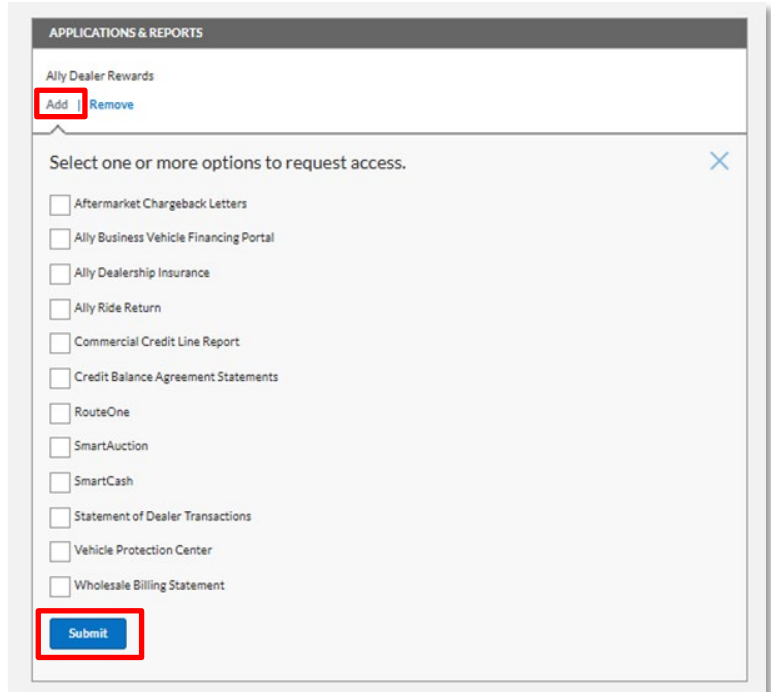 APPLICATIONS & REPORTS
Ally Dealer Rewards
Add | Remove
Select one or more options to request access.
Aftermarket Chargeback Letters
Ally Business Vehicle Financing Portal
Ally Dealership Insurance
Ally Ride Return
Commercial Credit Line Report
Credit Balance Agreement Statements
RouteOne
SmartAuction
SmartCash
Statement of Dealer Transactions
Vehicle Protection Center
Wholesale Billing Statement
Submit